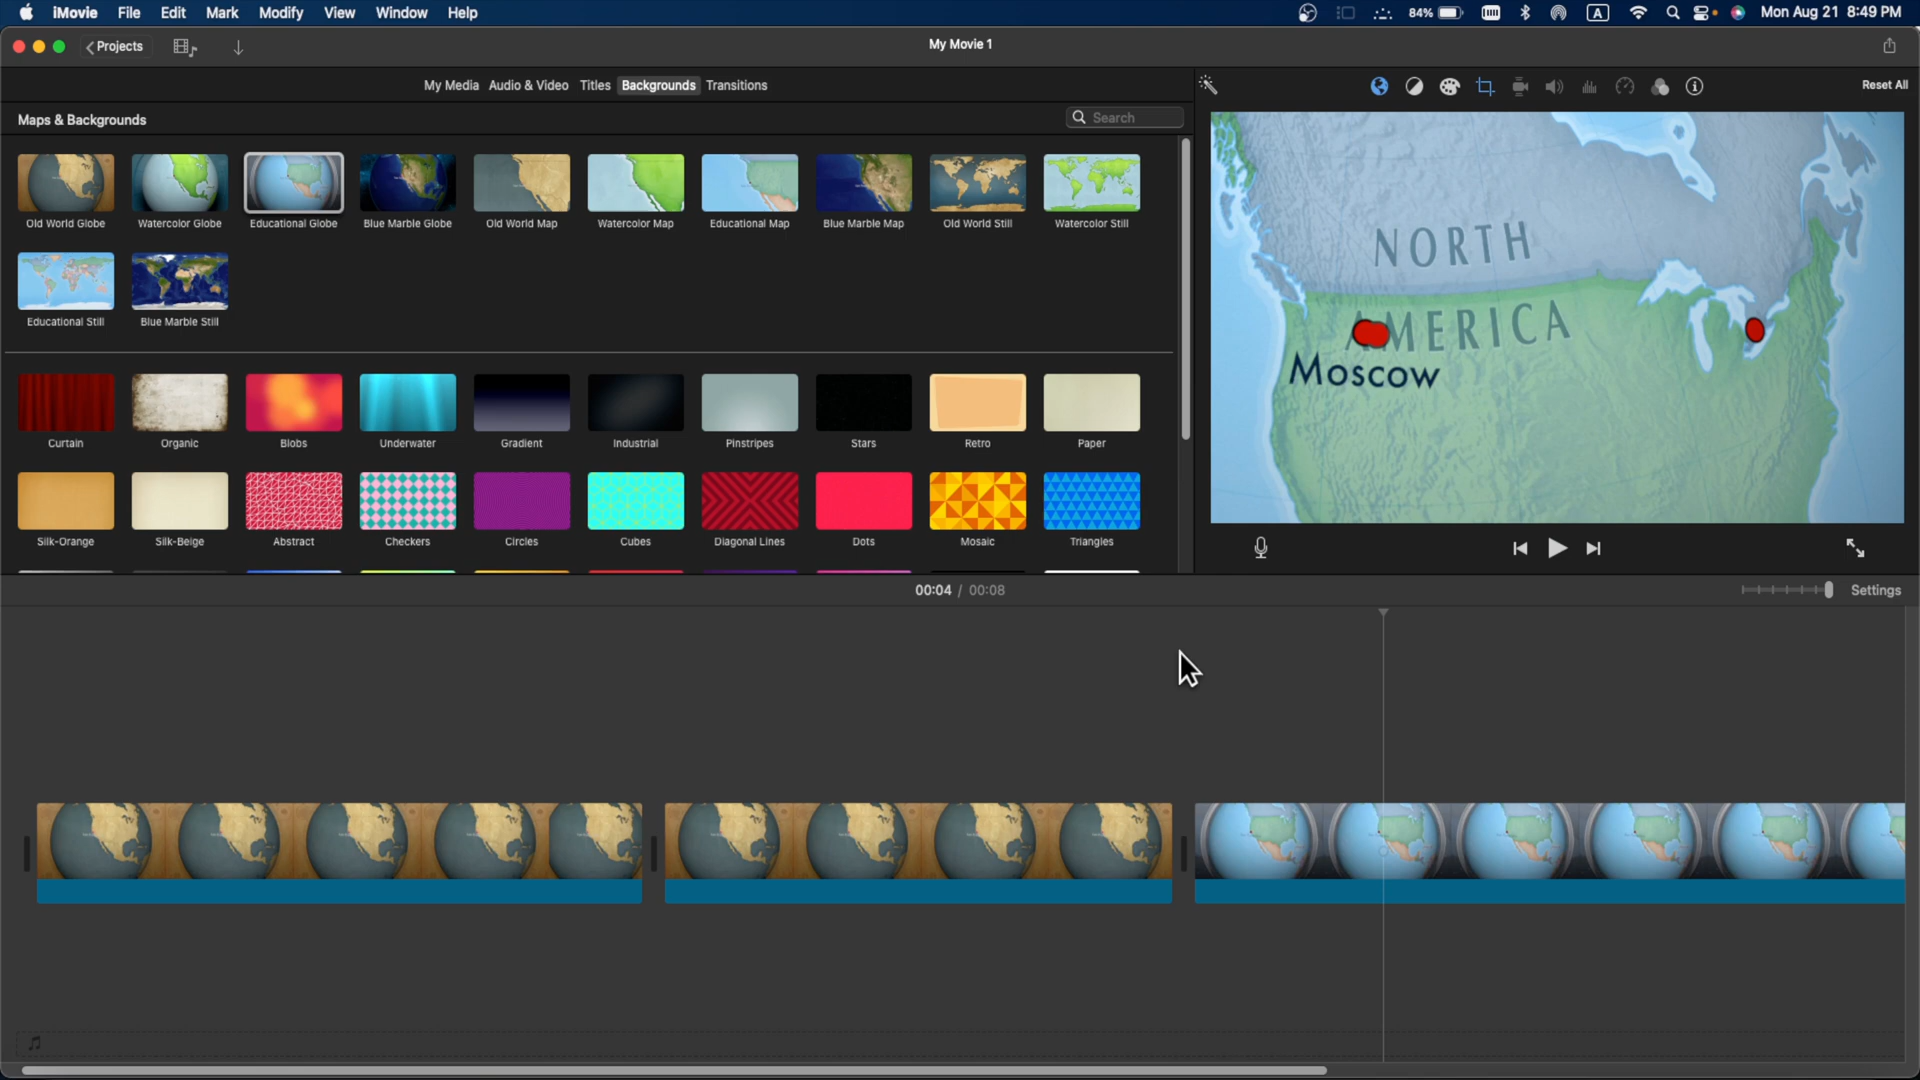 iMovie File Edit Mark Modify View Window Help 84% A Mon Aug 21 8:49 PM
Projects My Movie 1
My Media Audio & Video Titles Backgrounds Transitions Reset All
Maps & Backgrounds Search
Old World Globe Watercolor Globe Educational Globe Blue Marble Globe Old World Map Watercolor Map Educational Map Blue Marble Map Old World Still Watercolor Still
Educational Still Blue Marble Still
NORTH
AMERICA
Moscow
Curtain Organic Blobs Underwater Gradient Industrial Pinstripes Stars Retro Paper
Silk-Orange Silk-Beige Abstract Checkers Circles Cubes Diagonal Lines Dots Mosaic Triangles
00:04 / 00:08 Settings